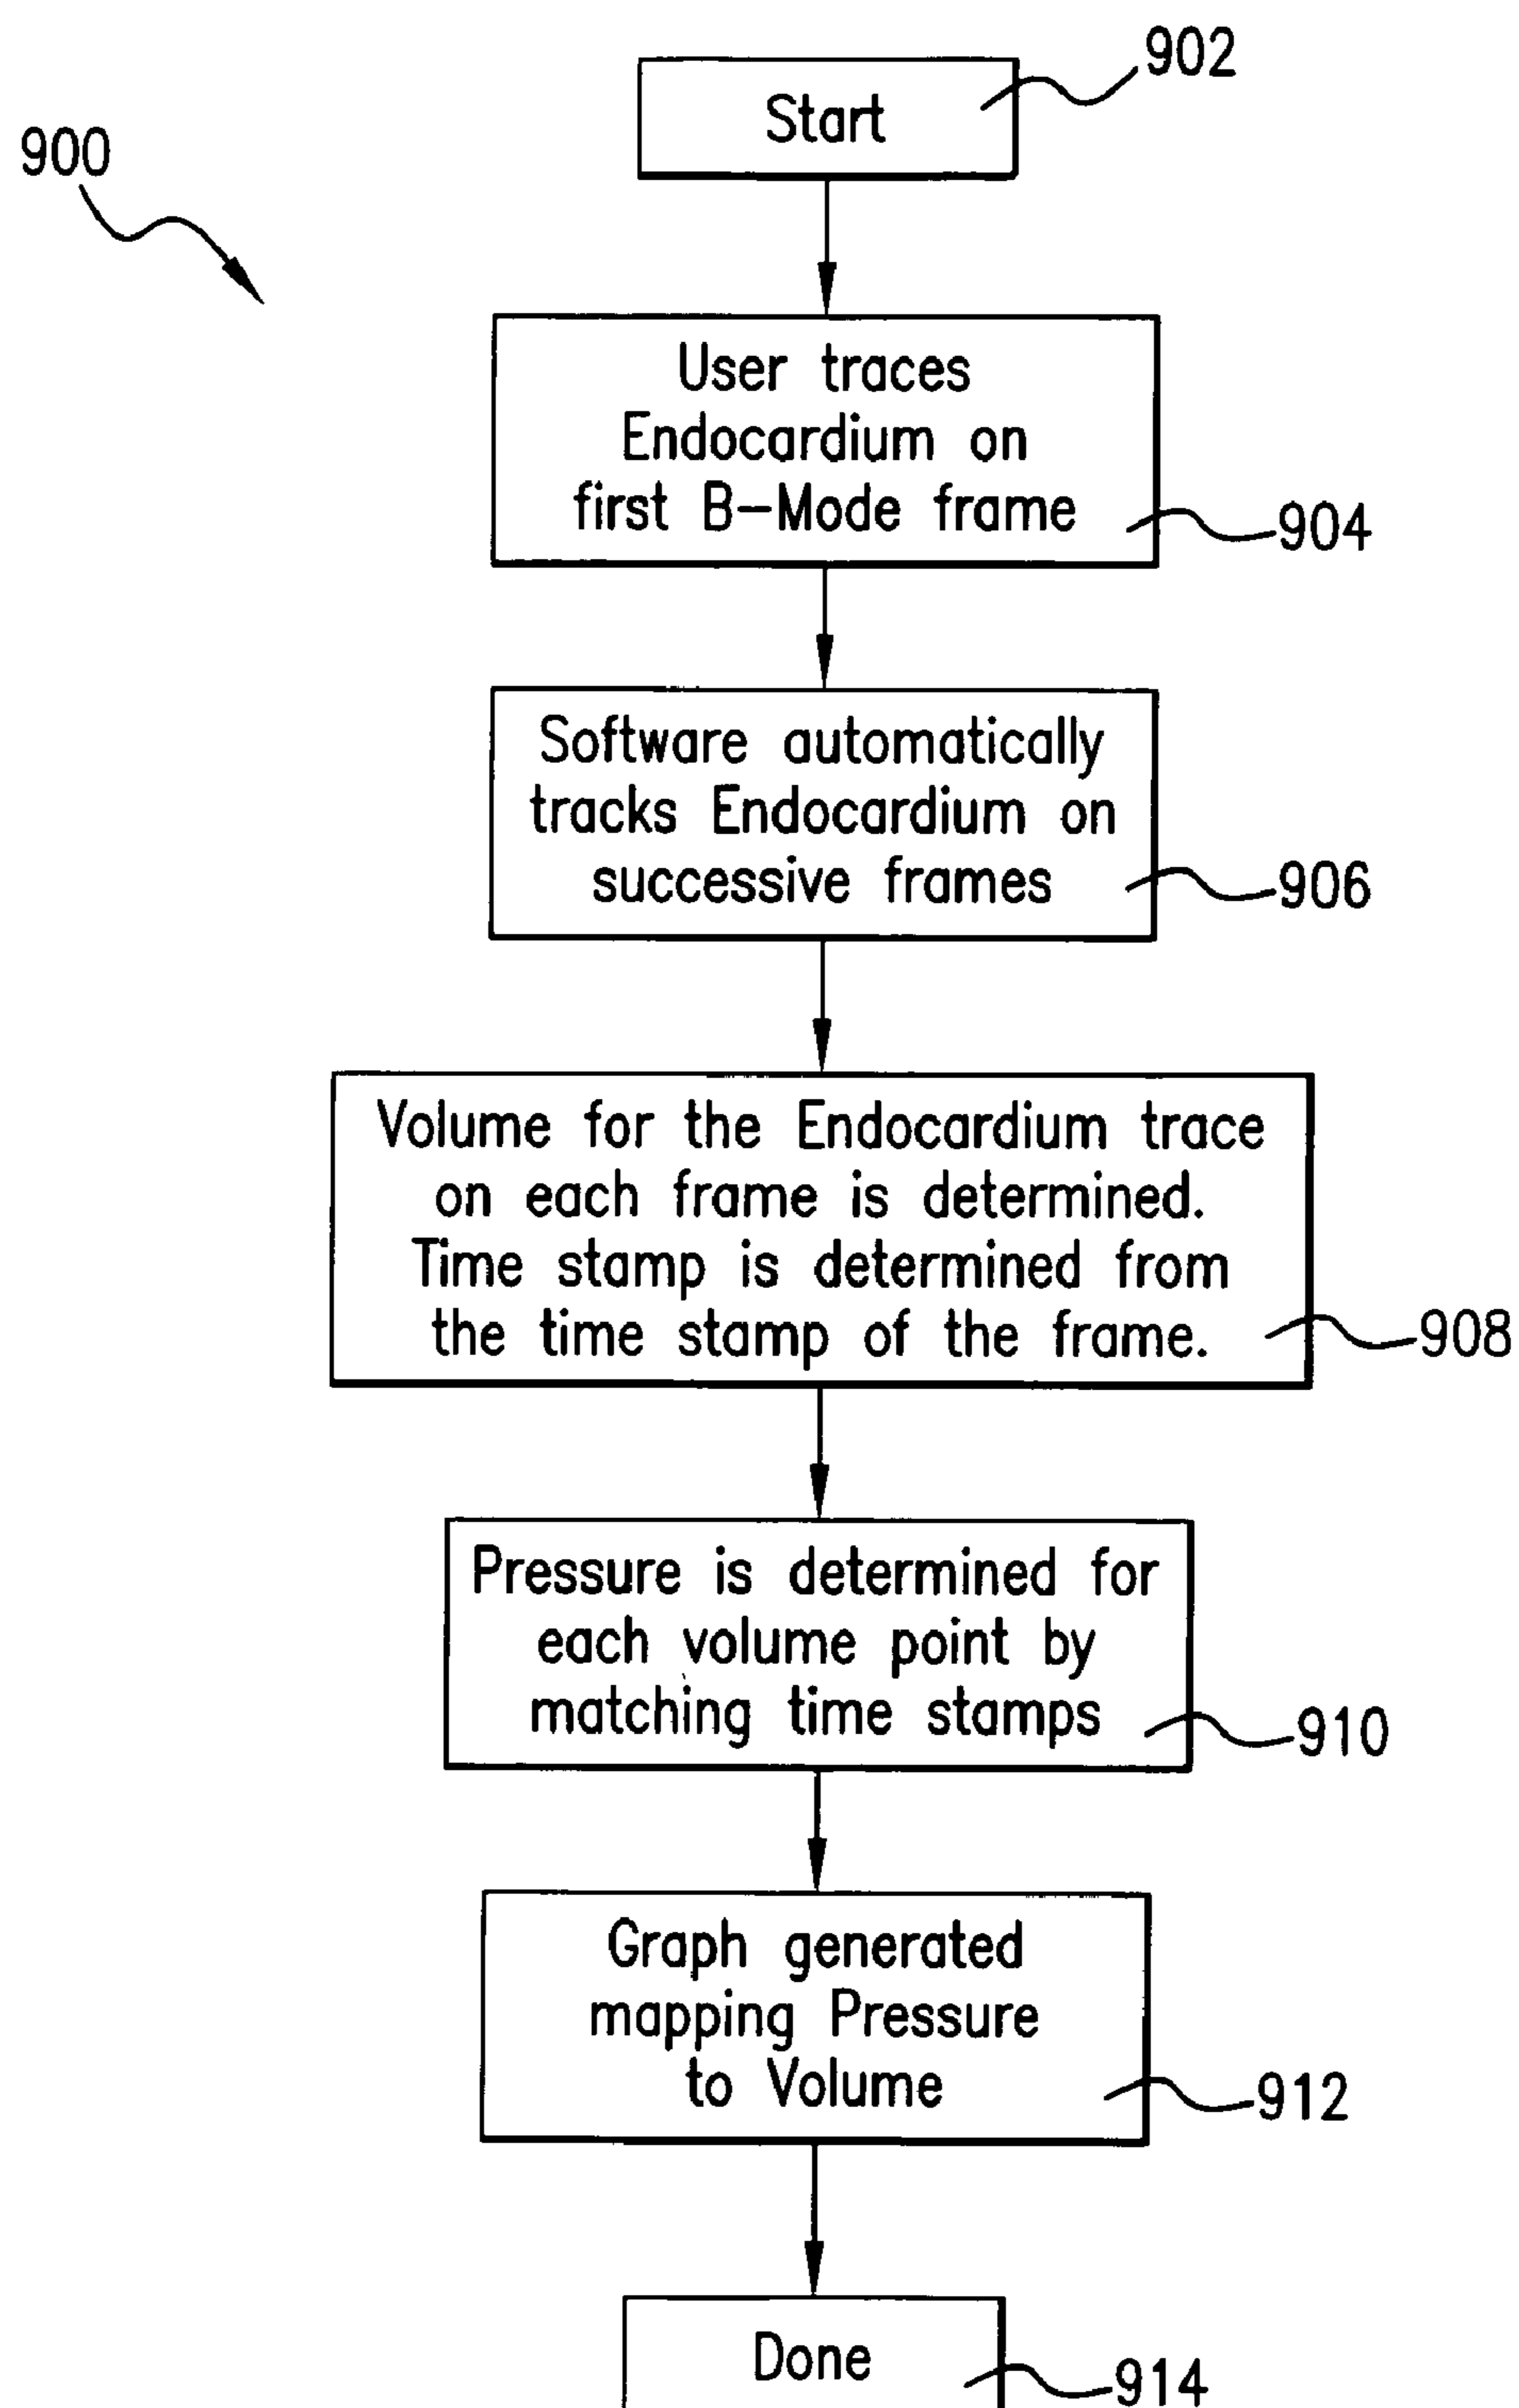 902
Start
900
User traces
Endocardium on
first B-Mode frame
904
Software automatically
tracks Endocardium on
successive frames
906
Volume for the Endocardium trace
on each frame is determined.
Time stamp is determined from
the time stamp of the frame.
908
Pressure is determined for
each volume point by
matching time stamps
910
Graph generated
mapping Pressure
to Volume
912
Done
914